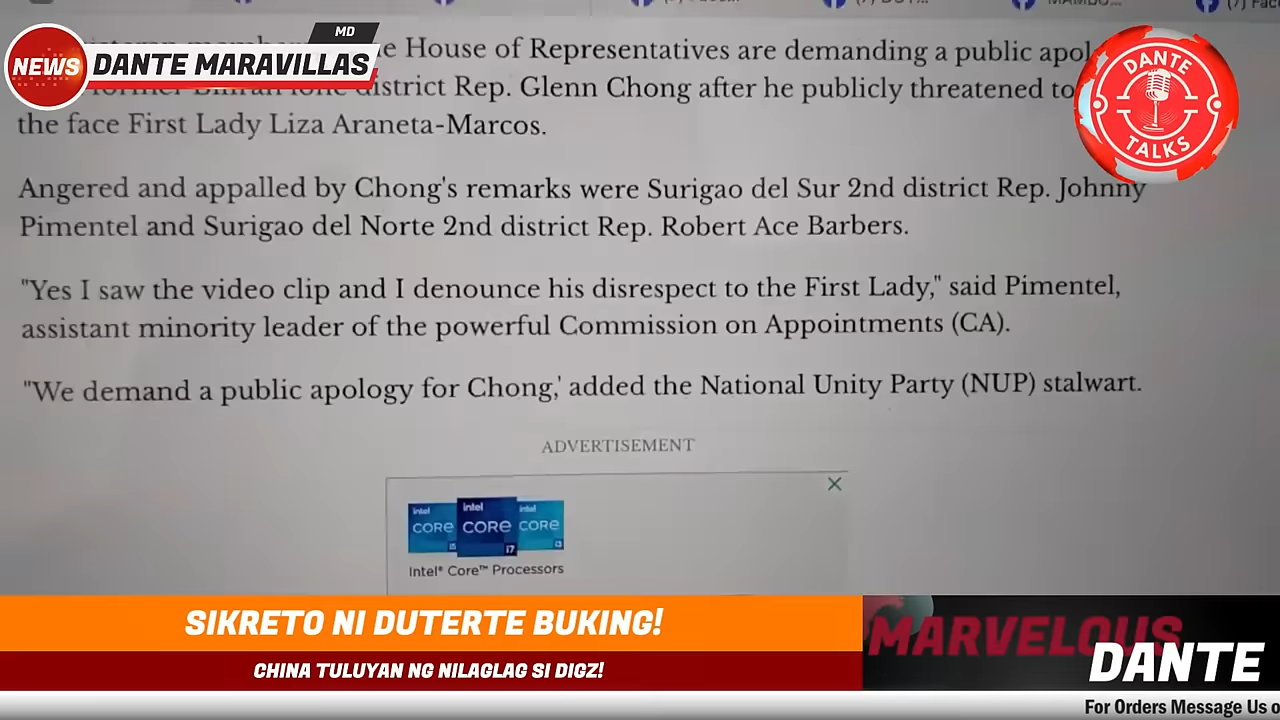 MD
NEWS
DANTE MARAVILLAS
DANTE
TALKS
e House of Representatives are demanding a public apol
district Rep. Glenn Chong after he publicly threatened to
the face First Lady Liza Araneta-Marcos.
Angered and appalled by Chong's remarks were Surigao del Sur 2nd district Rep. Johnny
Pimentel and Surigao del Norte 2nd district Rep. Robert Ace Barbers.
"Yes I saw the video clip and I denounce his disrespect to the First Lady," said Pimentel,
assistant minority leader of the powerful Commission on Appointments (CA).
"We demand a public apology for Chong,' added the National Unity Party (NUP) stalwart.
ADVERTISEMENT
intel intel intel
CORE CORE CORE
i5 i7 i3
Intel® Core™ Processors
SIKRETO NI DUTERTE BUKING!
CHINA TULUYAN NG NILAGLAG SI DIGZ!
MARVELOUS
DANTE
For Orders Message Us o